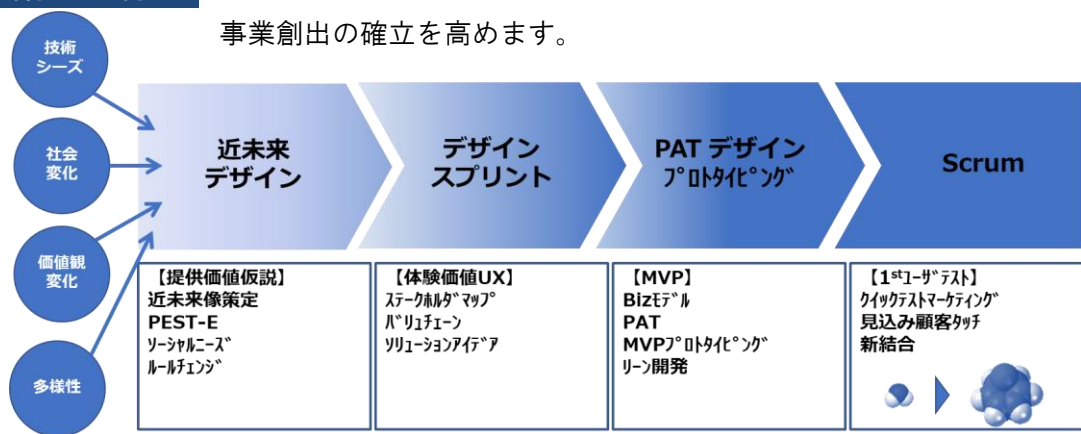 事業創出の確立を高めます。
技術
シーズ
社会
変化
価値観
変化
多様性
近未来
デザイン
デザイン
スプリント
PAT デザイン
プロトタイピング
Scrum
【提供価値仮説】
近未来像策定
PEST-E
ソーシャルニーズ
ルールチェンジ
【体験価値UX】
ステークホルダマップ
バリュチェーン
ソリューションアイデア
【MVP】
Bizモデル
PAT
MVPプロトタイピング
リーン開発
【1stユーザテスト】
クイックテストマーケティング
見込み顧客タッチ
新結合